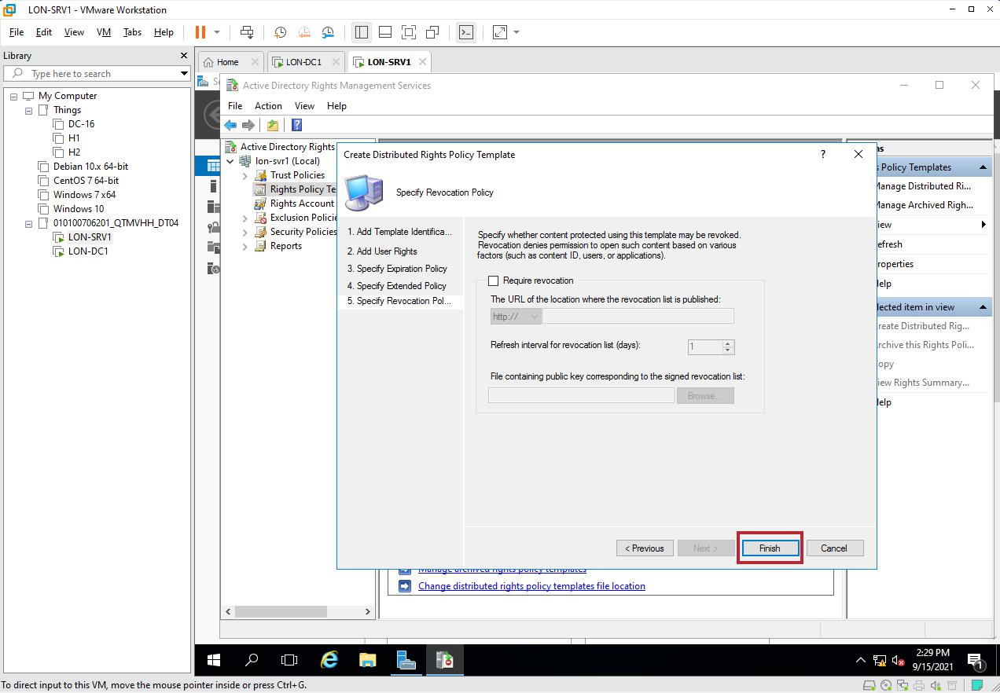 LON-SRV1 - VMware Workstation
File Edit View VM Tabs Help
Library
Type here to search
My Computer
Things
DC-16
H1
H2
Debian 10.x 64-bit
CentOS 7 64-bit
Windows 7 x64
Windows 10
010100706201_QTMVHH_DT04
LON-SRV1
LON-DC1
Home
LON-DC1
LON-SRV1
Active Directory Rights Management Services
File Action View Help
Active Directory Rights
lon-svr1 (Local)
Trust Policies
Rights Policy Te
Rights Account
Exclusion Policie
Security Policies
Reports
Create Distributed Rights Policy Template
?
Specify Revocation Policy
1. Add Template Identifica...
2. Add User Rights
3. Specify Expiration Policy
4. Specify Extended Policy
5. Specify Revocation Pol...
Specify whether content protected using this template may be revoked.
Revocation denies permission to open such content based on various
factors (such as content ID, users, or applications).
Require revocation
The URL of the location where the revocation list is published:
http://
Refresh interval for revocation list (days):
1
File containing public key corresponding to the signed revocation list:
Browse...
< Previous
Next >
Finish
Cancel
ns
s Policy Templates
Manage Distributed Ri...
Manage Archived Righ...
iew
efresh
roperties
elp
lected item in view
reate Distributed Rig...
rchive this Rights Poli...
opy
iew Rights Summary...
elp
Manage archived rights policy templates
Change distributed rights policy templates file location
2:29 PM
9/15/2021
1
To direct input to this VM, move the mouse pointer inside or press Ctrl+G.